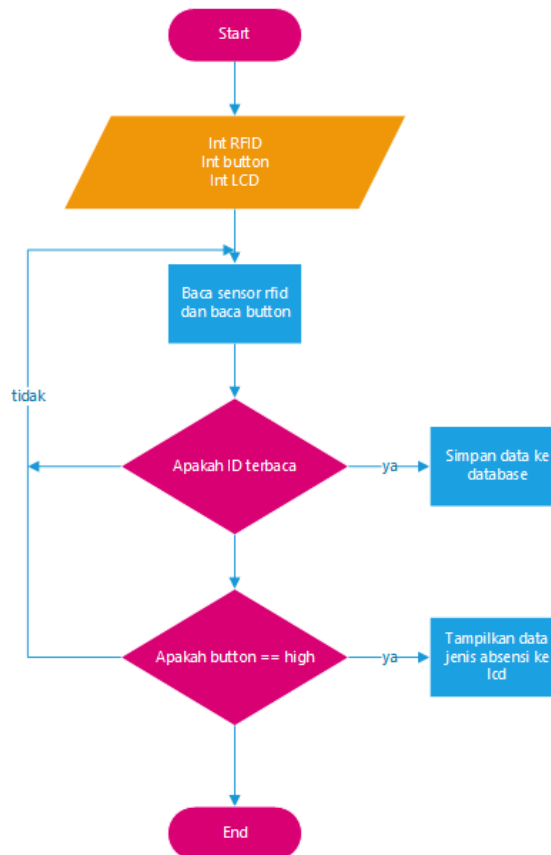 Start
Int RFID
Int button
Int LCD
Baca sensor rfid
dan baca button
tidak
Apakah ID terbaca
ya
Simpan data ke
database
Apakah button == high
ya
Tampilkan data
jenis absensi ke
lcd
End